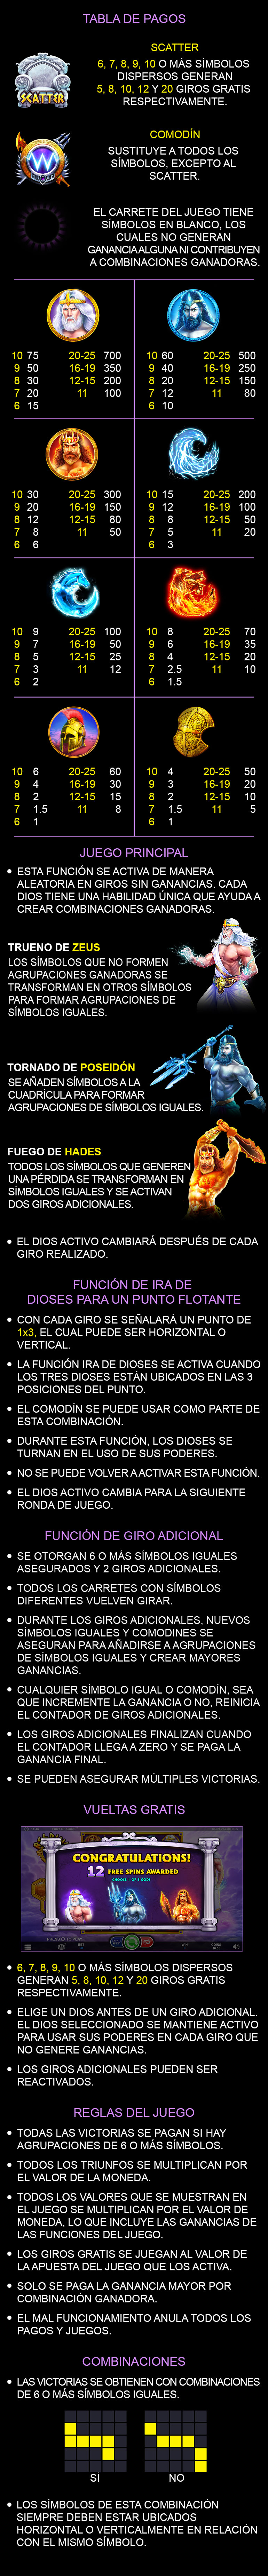 TABLA DE PAGOS
SCATTER
6, 7, 8, 9, 10 O MÁS SÍMBOLOS
DISPERSOS GENERAN
5, 8, 10, 12 Y 20 GIROS GRATIS
RESPECTIVAMENTE.
SCATTER
COMODÍN
SUSTITUYE A TODOS LOS
SÍMBOLOS, EXCEPTO AL
SCATTER.
W
EL CARRETE DEL JUEGO TIENE
SÍMBOLOS EN BLANCO, LOS
CUALES NO GENERAN
GANANCIA ALGUNA NI CONTRIBUYEN
A COMBINACIONES GANADORAS.
10 75 20-25 700
9 50 16-19 350
8 30 12-15 200
7 20 11 100
6 15
10 60 20-25 500
9 40 16-19 250
8 20 12-15 150
7 12 11 80
6 10
10 30 20-25 300
9 20 16-19 150
8 12 12-15 80
7 8 11 50
6 6
10 15 20-25 200
9 12 16-19 100
8 8 12-15 50
7 5 11 20
6 3
10 9 20-25 100
9 7 16-19 50
8 5 12-15 25
7 3 11 12
6 2
10 8 20-25 70
9 6 16-19 35
8 4 12-15 20
7 2.5 11 10
6 1.5
10 6 20-25 60
9 4 16-19 30
8 2 12-15 15
7 1.5 11 8
6 1
10 4 20-25 50
9 3 16-19 20
8 2 12-15 10
7 1.5 11 5
6 1
JUEGO PRINCIPAL
• ESTA FUNCIÓN SE ACTIVA DE MANERA
ALEATORIA EN GIROS SIN GANANCIAS. CADA
DIOS TIENE UNA HABILIDAD ÚNICA QUE AYUDA A
CREAR COMBINACIONES GANADORAS.
TRUENO DE ZEUS
LOS SÍMBOLOS QUE NO FORMEN
AGRUPACIONES GANADORAS SE
TRANSFORMAN EN OTROS SÍMBOLOS
PARA FORMAR AGRUPACIONES DE
SÍMBOLOS IGUALES.
TORNADO DE POSEIDÓN
SE AÑADEN SÍMBOLOS A LA
CUADRÍCULA PARA FORMAR
AGRUPACIONES DE SÍMBOLOS IGUALES.
FUEGO DE HADES
TODOS LOS SÍMBOLOS QUE GENEREN
UNA PÉRDIDA SE TRANSFORMAN EN
SÍMBOLOS IGUALES Y SE ACTIVAN
DOS GIROS ADICIONALES.
• EL DIOS ACTIVO CAMBIARÁ DESPUÉS DE CADA
GIRO REALIZADO.
FUNCIÓN DE IRA DE
DIOSES PARA UN PUNTO FLOTANTE
• CON CADA GIRO SE SEÑALARÁ UN PUNTO DE
1x3, EL CUAL PUEDE SER HORIZONTAL O
VERTICAL.
• LA FUNCIÓN IRA DE DIOSES SE ACTIVA CUANDO
LOS TRES DIOSES ESTÁN UBICADOS EN LAS 3
POSICIONES DEL PUNTO.
• EL COMODÍN SE PUEDE USAR COMO PARTE DE
ESTA COMBINACIÓN.
• DURANTE ESTA FUNCIÓN, LOS DIOSES SE
TURNAN EN EL USO DE SUS PODERES.
• NO SE PUEDE VOLVER A ACTIVAR ESTA FUNCIÓN.
• EL DIOS ACTIVO CAMBIA PARA LA SIGUIENTE
RONDA DE JUEGO.
FUNCIÓN DE GIRO ADICIONAL
• SE OTORGAN 6 O MÁS SÍMBOLOS IGUALES
ASEGURADOS Y 2 GIROS ADICIONALES.
• TODOS LOS CARRETES CON SÍMBOLOS
DIFERENTES VUELVEN GIRAR.
• DURANTE LOS GIROS ADICIONALES, NUEVOS
SÍMBOLOS IGUALES Y COMODINES SE
ASEGURAN PARA AÑADIRSE A AGRUPACIONES
DE SÍMBOLOS IGUALES Y CREAR MAYORES
GANANCIAS.
• CUALQUIER SÍMBOLO IGUAL O COMODÍN, SEA
QUE INCREMENTE LA GANANCIA O NO, REINICIA
EL CONTADOR DE GIROS ADICIONALES.
• LOS GIROS ADICIONALES FINALIZAN CUANDO
EL CONTADOR LLEGA A ZERO Y SE PAGA LA
GANANCIA FINAL.
• SE PUEDEN ASEGURAR MÚLTIPLES VICTORIAS.
VUELTAS GRATIS
CONGRATULATIONS!
12 FREE SPINS AWARDED
CHOOSE 1 OF 3 GODS
• 6, 7, 8, 9, 10 O MÁS SÍMBOLOS DISPERSOS
GENERAN 5, 8, 10, 12 Y 20 GIROS GRATIS
RESPECTIVAMENTE.
• ELIGE UN DIOS ANTES DE UN GIRO ADICIONAL.
EL DIOS SELECCIONADO SE MANTIENE ACTIVO
PARA USAR SUS PODERES EN CADA GIRO QUE
NO GENERE GANANCIAS.
• LOS GIROS ADICIONALES PUEDEN SER
REACTIVADOS.
REGLAS DEL JUEGO
• TODAS LAS VICTORIAS SE PAGAN SI HAY
AGRUPACIONES DE 6 O MÁS SÍMBOLOS.
• TODOS LOS TRIUNFOS SE MULTIPLICAN POR
EL VALOR DE LA MONEDA.
• TODOS LOS VALORES QUE SE MUESTRAN EN
EL JUEGO SE MULTIPLICAN POR EL VALOR DE
MONEDA, LO QUE INCLUYE LAS GANANCIAS DE
LAS FUNCIONES DEL JUEGO.
• LOS GIROS GRATIS SE JUEGAN AL VALOR DE
LA APUESTA DEL JUEGO QUE LOS ACTIVA.
• SOLO SE PAGA LA GANANCIA MAYOR POR
COMBINACIÓN GANADORA.
• EL MAL FUNCIONAMIENTO ANULA TODOS LOS
PAGOS Y JUEGOS.
COMBINACIONES
• LAS VICTORIAS SE OBTIENEN CON COMBINACIONES
DE 6 O MÁS SÍMBOLOS IGUALES.
SÍ NO
• LOS SÍMBOLOS DE ESTA COMBINACIÓN
SIEMPRE DEBEN ESTAR UBICADOS
HORIZONTAL O VERTICALMENTE EN RELACIÓN
CON EL MISMO SÍMBOLO.